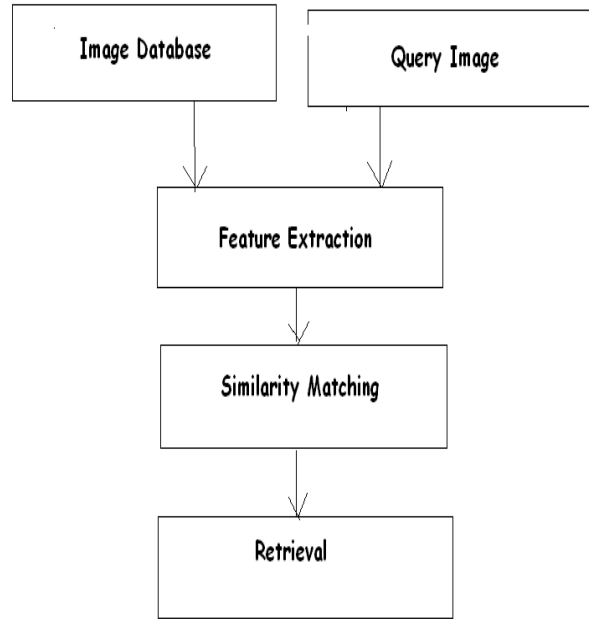 Image Database
Query Image
Feature Extraction
Similarity Matching
Retrieval